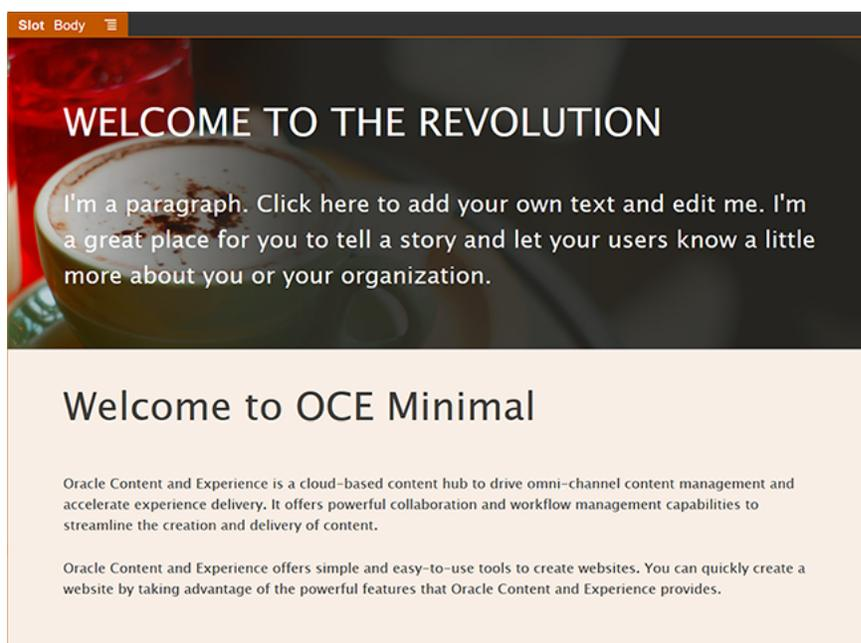 Slot Body
WELCOME TO THE REVOLUTION
I'm a paragraph. Click here to add your own text and edit me. I'm
a great place for you to tell a story and let your users know a little
more about you or your organization.
Welcome to OCE Minimal
Oracle Content and Experience is a cloud-based content hub to drive omni-channel content management and
accelerate experience delivery. It offers powerful collaboration and workflow management capabilities to
streamline the creation and delivery of content.
Oracle Content and Experience offers simple and easy-to-use tools to create websites. You can quickly create a
website by taking advantage of the powerful features that Oracle Content and Experience provides.